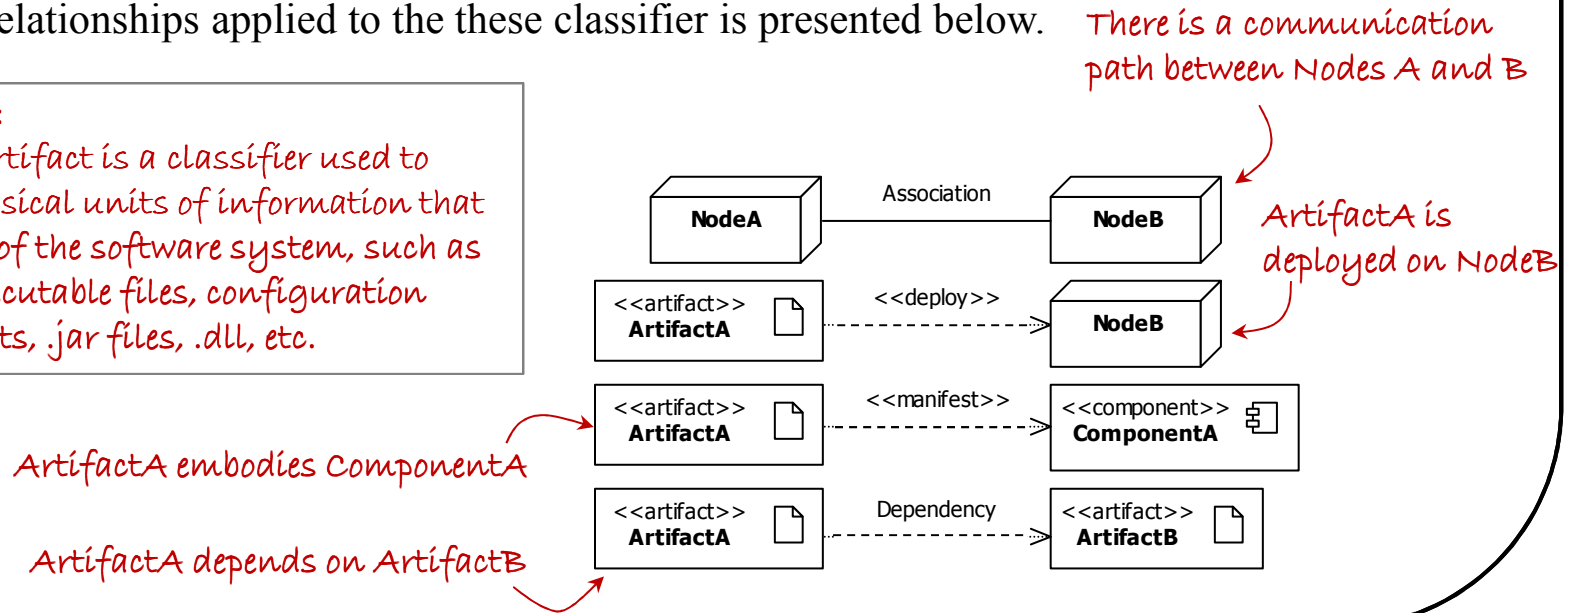 elationships applied to the these classifier is presented below.
There is a communication
path between Nodes A and B
:
rtifact is a classifier used to
sical units of information that
of the software system, such as
cutable files, configuration
ts, .jar files, .dll, etc.
NodeA
Association
NodeB
ArtifactA is
deployed on NodeB
<<artifact>>
ArtifactA
<<deploy>>
NodeB
<<artifact>>
ArtifactA
<<manifest>>
<<component>>
ComponentA
ArtifactA embodies ComponentA
<<artifact>>
ArtifactA
Dependency
<<artifact>>
ArtifactB
ArtifactA depends on ArtifactB